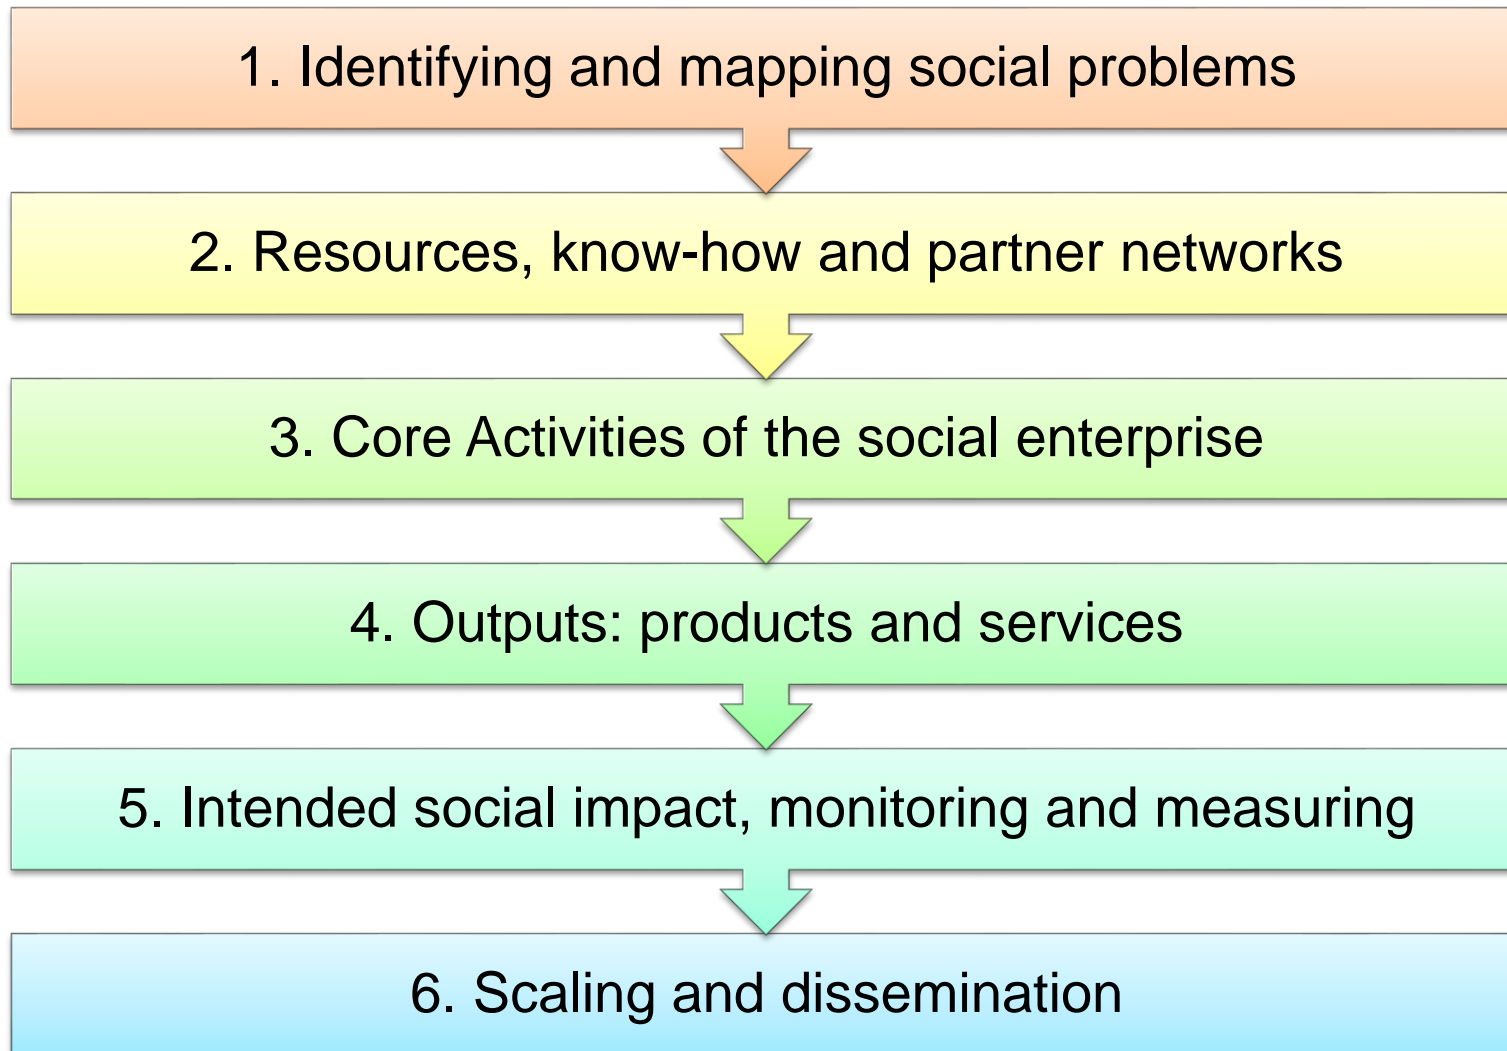 1. Identifying and mapping social problems
2. Resources, know-how and partner networks
3. Core Activities of the social enterprise
4. Outputs: products and services
5. Intended social impact, monitoring and measuring
6. Scaling and dissemination